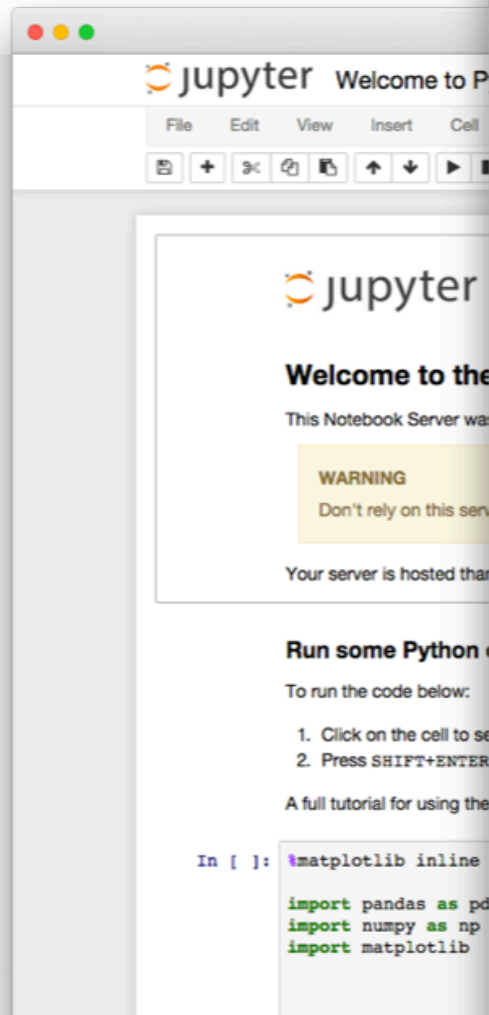 jupyter Welcome to P
File Edit View Insert Cell
jupyter
Welcome to the
This Notebook Server was
WARNING
Don't rely on this serv
Your server is hosted than
Run some Python c
To run the code below:
1. Click on the cell to se
2. Press SHIFT+ENTER
A full tutorial for using the
In [ ]: %matplotlib inline
import pandas as pd
import numpy as np
import matplotlib